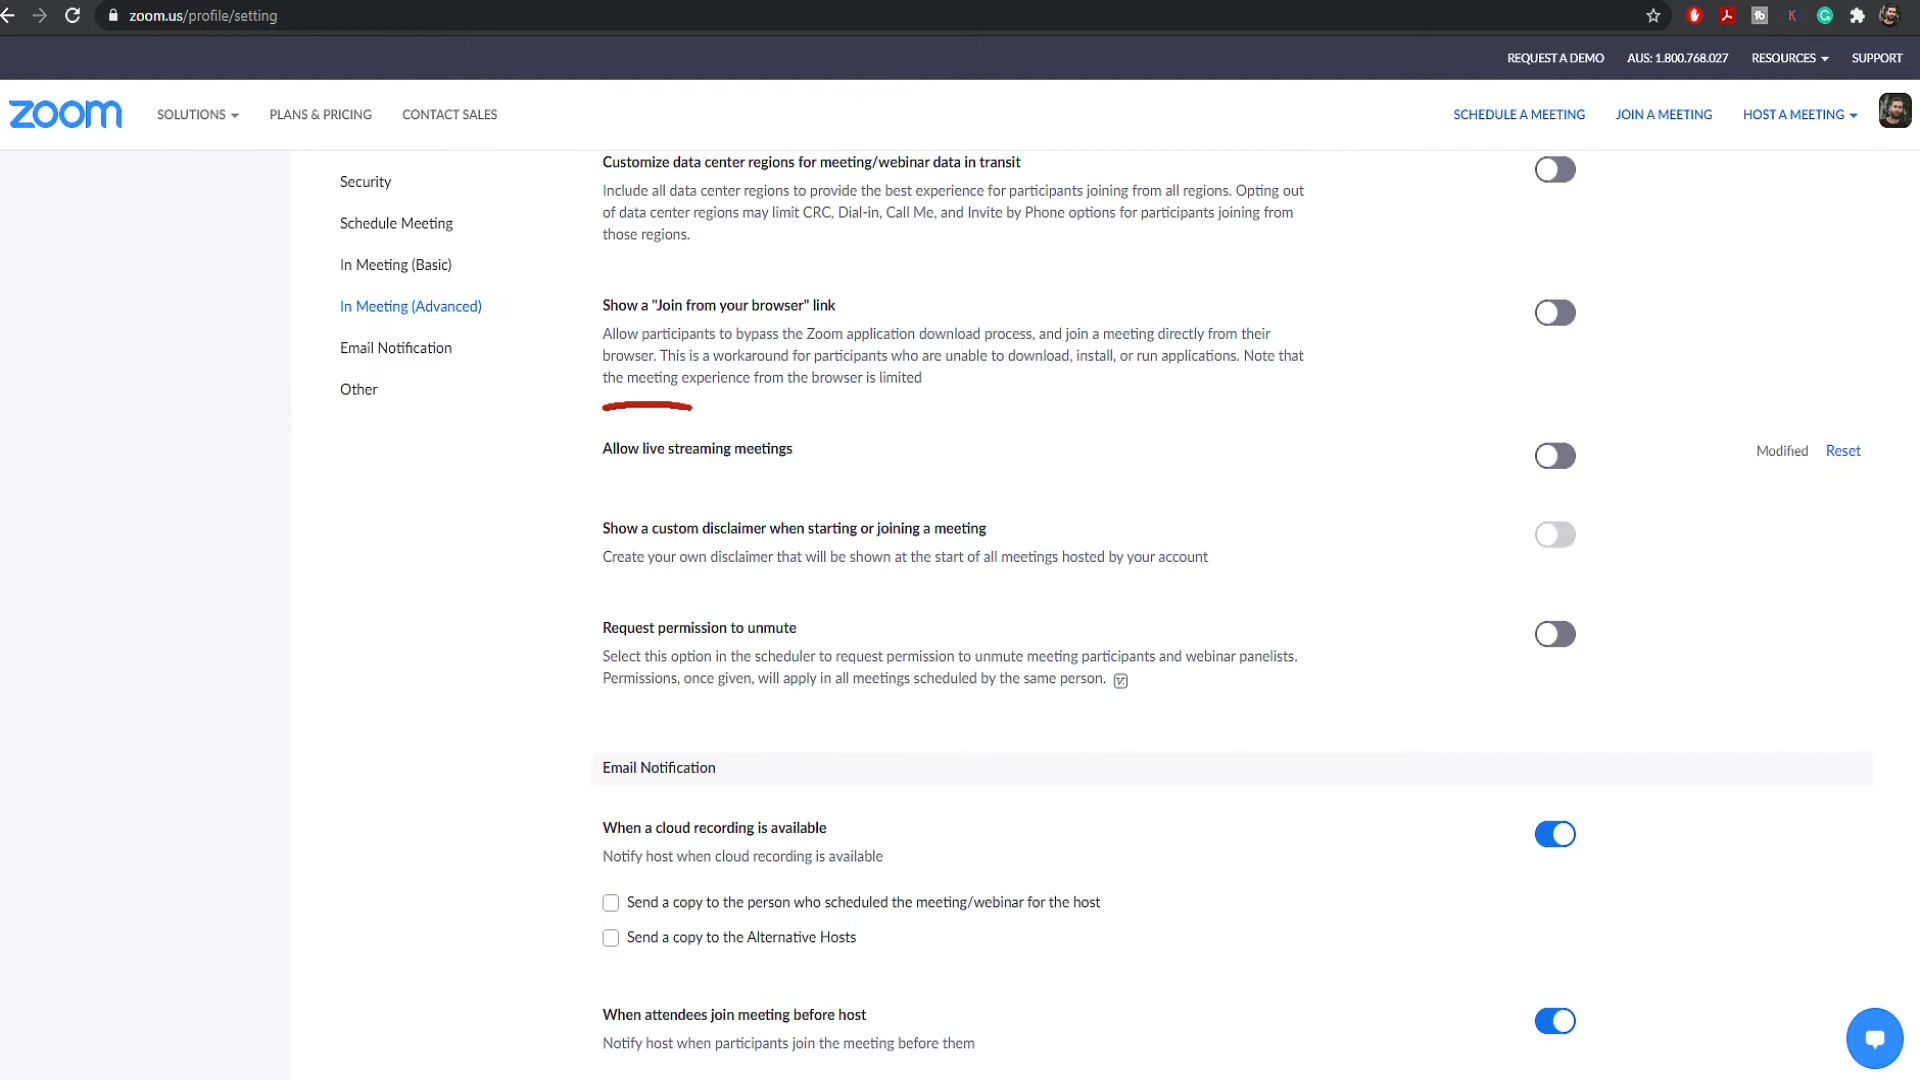 zoom.us/profile/setting
REQUEST A DEMO AUS: 1.800.768.027 RESOURCES SUPPORT
zoom SOLUTIONS PLANS & PRICING CONTACT SALES SCHEDULE A MEETING JOIN A MEETING HOST A MEETING
Security
Schedule Meeting
In Meeting (Basic)
In Meeting (Advanced)
Email Notification
Other
Customize data center regions for meeting/webinar data in transit
Include all data center regions to provide the best experience for participants joining from all regions. Opting out
of data center regions may limit CRC, Dial-in, Call Me, and Invite by Phone options for participants joining from
those regions.
Show a "Join from your browser" link
Allow participants to bypass the Zoom application download process, and join a meeting directly from their
browser. This is a workaround for participants who are unable to download, install, or run applications. Note that
the meeting experience from the browser is limited
Allow live streaming meetings
Modified Reset
Show a custom disclaimer when starting or joining a meeting
Create your own disclaimer that will be shown at the start of all meetings hosted by your account
Request permission to unmute
Select this option in the scheduler to request permission to unmute meeting participants and webinar panelists.
Permissions, once given, will apply in all meetings scheduled by the same person.
Email Notification
When a cloud recording is available
Notify host when cloud recording is available
Send a copy to the person who scheduled the meeting/webinar for the host
Send a copy to the Alternative Hosts
When attendees join meeting before host
Notify host when participants join the meeting before them